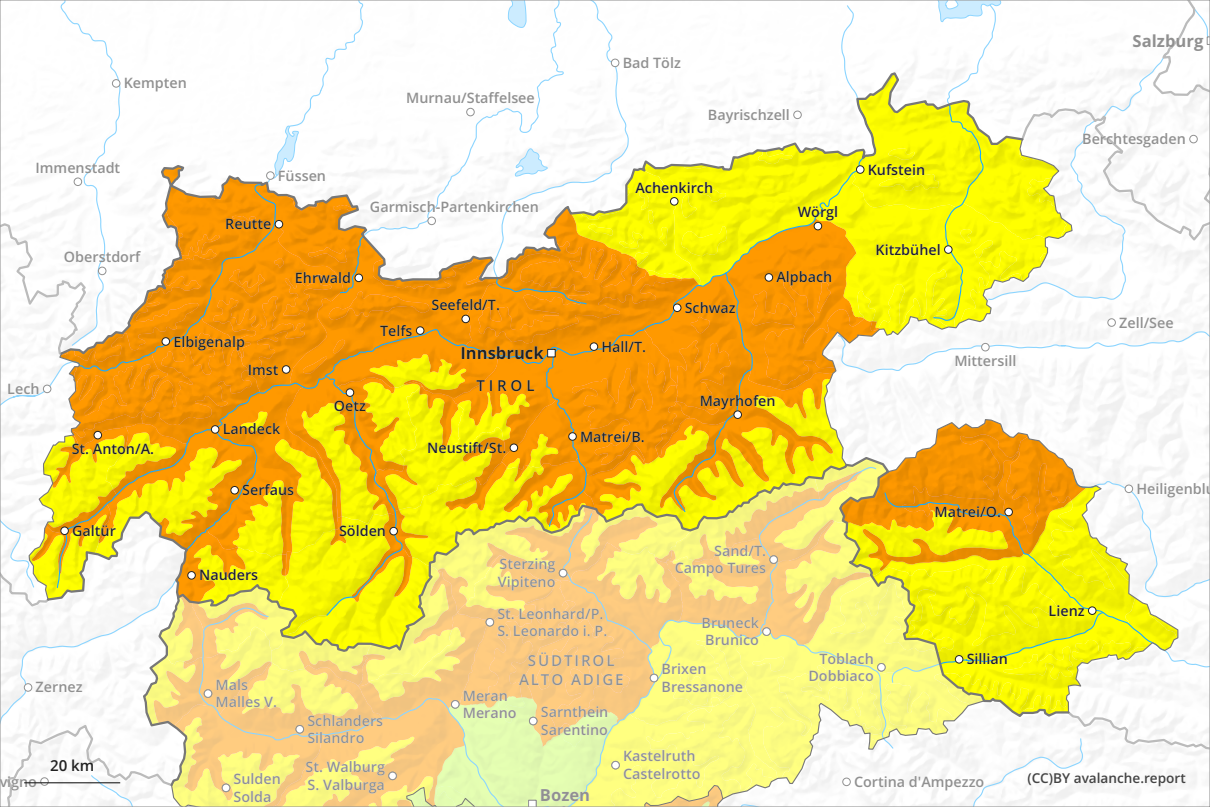 Salzburg
Bad Tölz
Kempten
Murnau/Staffelsee
Bayrischzell
Berchtesgaden
Immenstadt
Füssen
Kufstein
Achenkirch
Garmisch-Partenkirchen
Wörgl
Reutte
Kitzbühel
Oberstdorf
Ehrwald
Alpbach
Seefeld/T.
Schwaz
Telfs
Zell/See
Elbigenalp
Innsbruck
Hall/T.
Mittersill
Imst
TIROL
Lech
Oetz
Mayrhofen
Landeck
Matrei/B.
St. Anton/A.
Neustift/St.
Serfaus
Heiligenblu
Matrei/O.
Galtür
Sölden
Sand/T.
Campo Tures
Sterzing
Vipiteno
Nauders
Lienz
St. Leonhard/P.
S. Leonardo i. P.
Bruneck
Brunico
Sillian
SÜDTIROL
ALTO ADIGE
Toblach
Dobbiaco
Brixen
Bressanone
Zernez
Mals
Malles V.
Meran
Merano
Sarnthein
Sarentino
Schlanders
Silandro
Kastelruth
Castelrotto
20 km
St. Walburg
S. Valburga
Sulden
Solda
vigno
Cortina d'Ampezzo
(CC)BY avalanche.report
Bozen